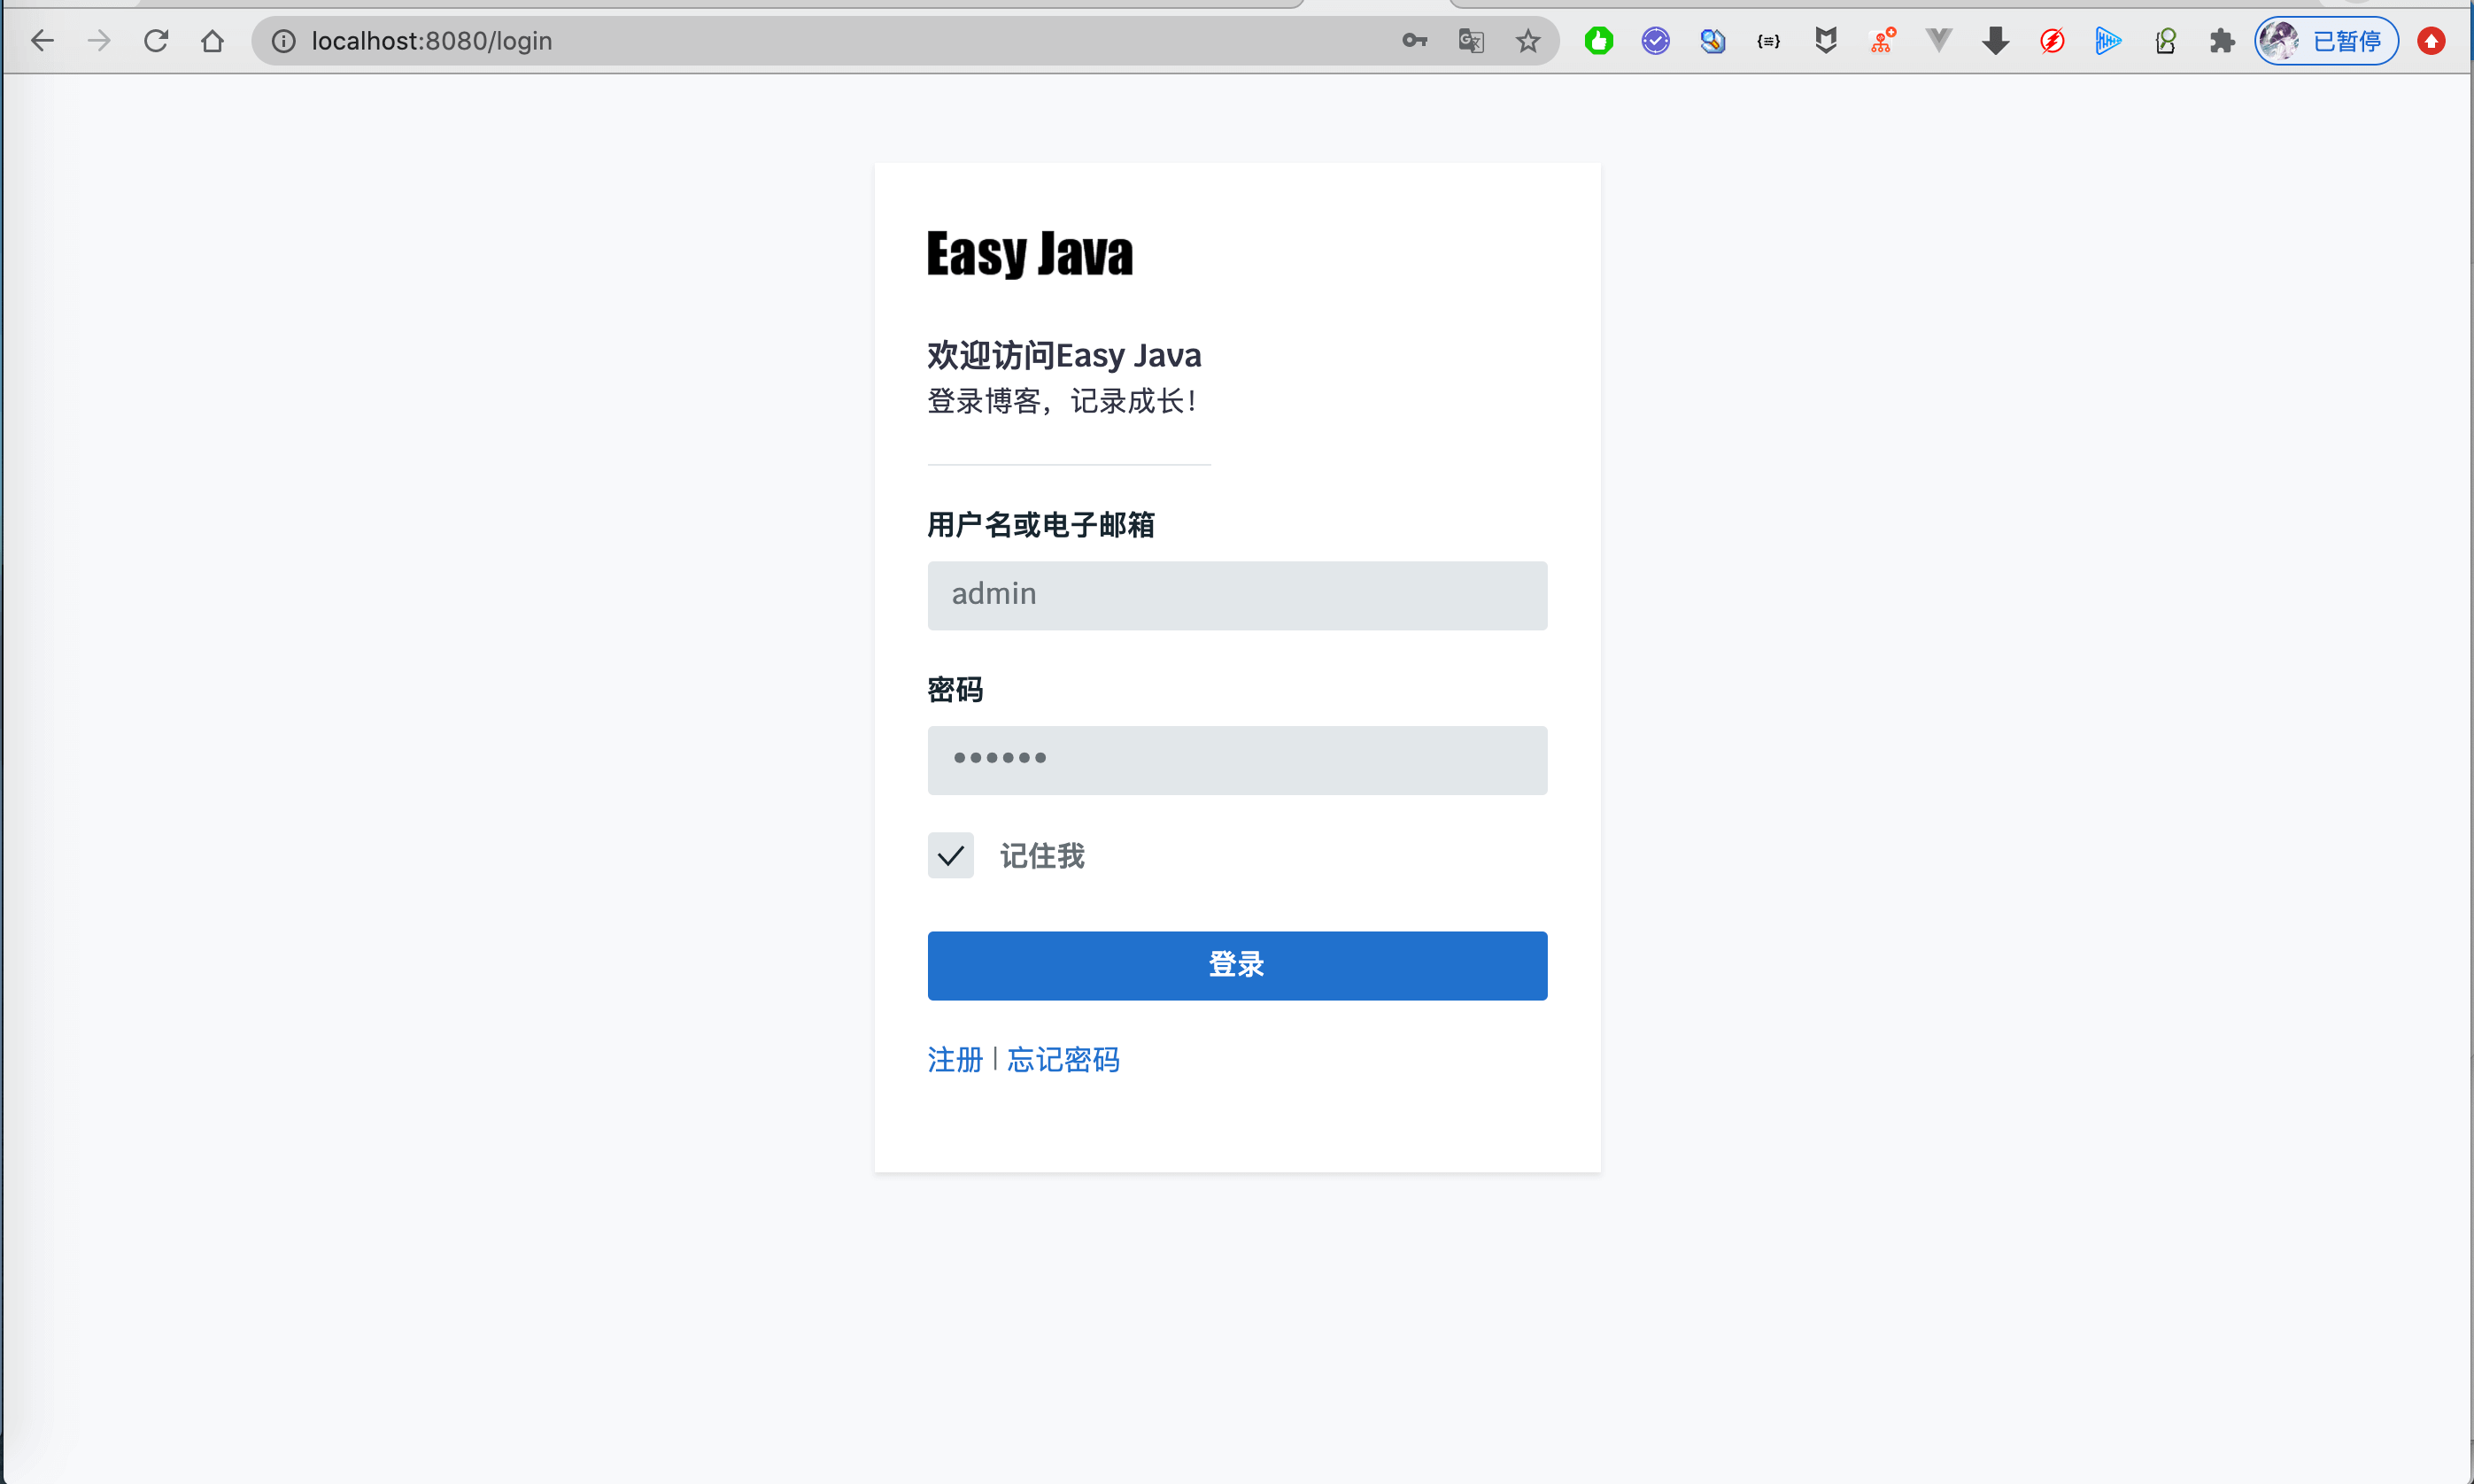 localhost:8080/login
已暂停
Easy Java
欢迎访问Easy Java
登录博客，记录成长！
用户名或电子邮箱
admin
密码
••••••
记住我
登录
注册 | 忘记密码